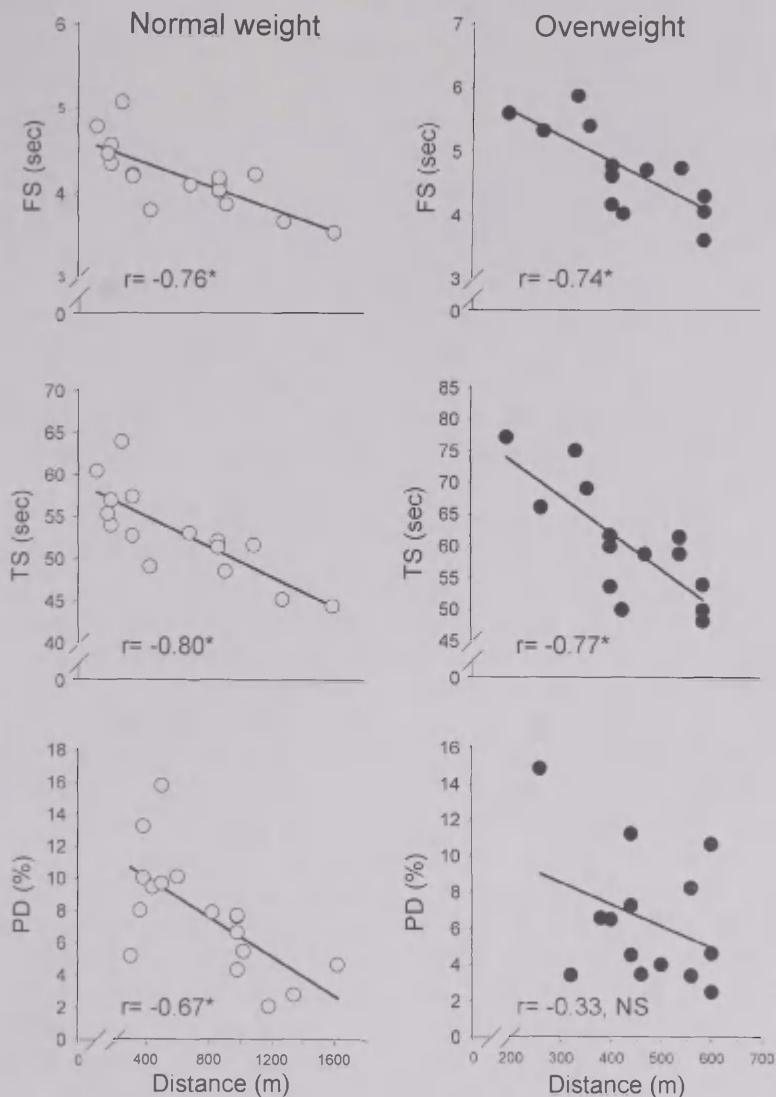 Normal weight
6
5
4
3
0
FS (sec)
r= -0.76*
Overweight
7
6
5
4
3
0
FS (sec)
r= -0.74*
70
65
60
55
50
45
40
0
TS (sec)
r= -0.80*
85
80
75
70
65
60
55
50
45
0
TS (sec)
r= -0.77*
18
16
14
12
10
8
6
4
2
0
PD (%)
r= -0.67*
0 400 800 1200 1600
Distance (m)
16
14
12
10
8
6
4
2
0
PD (%)
r= -0.33, NS
0 200 300 400 500 600 700
Distance (m)